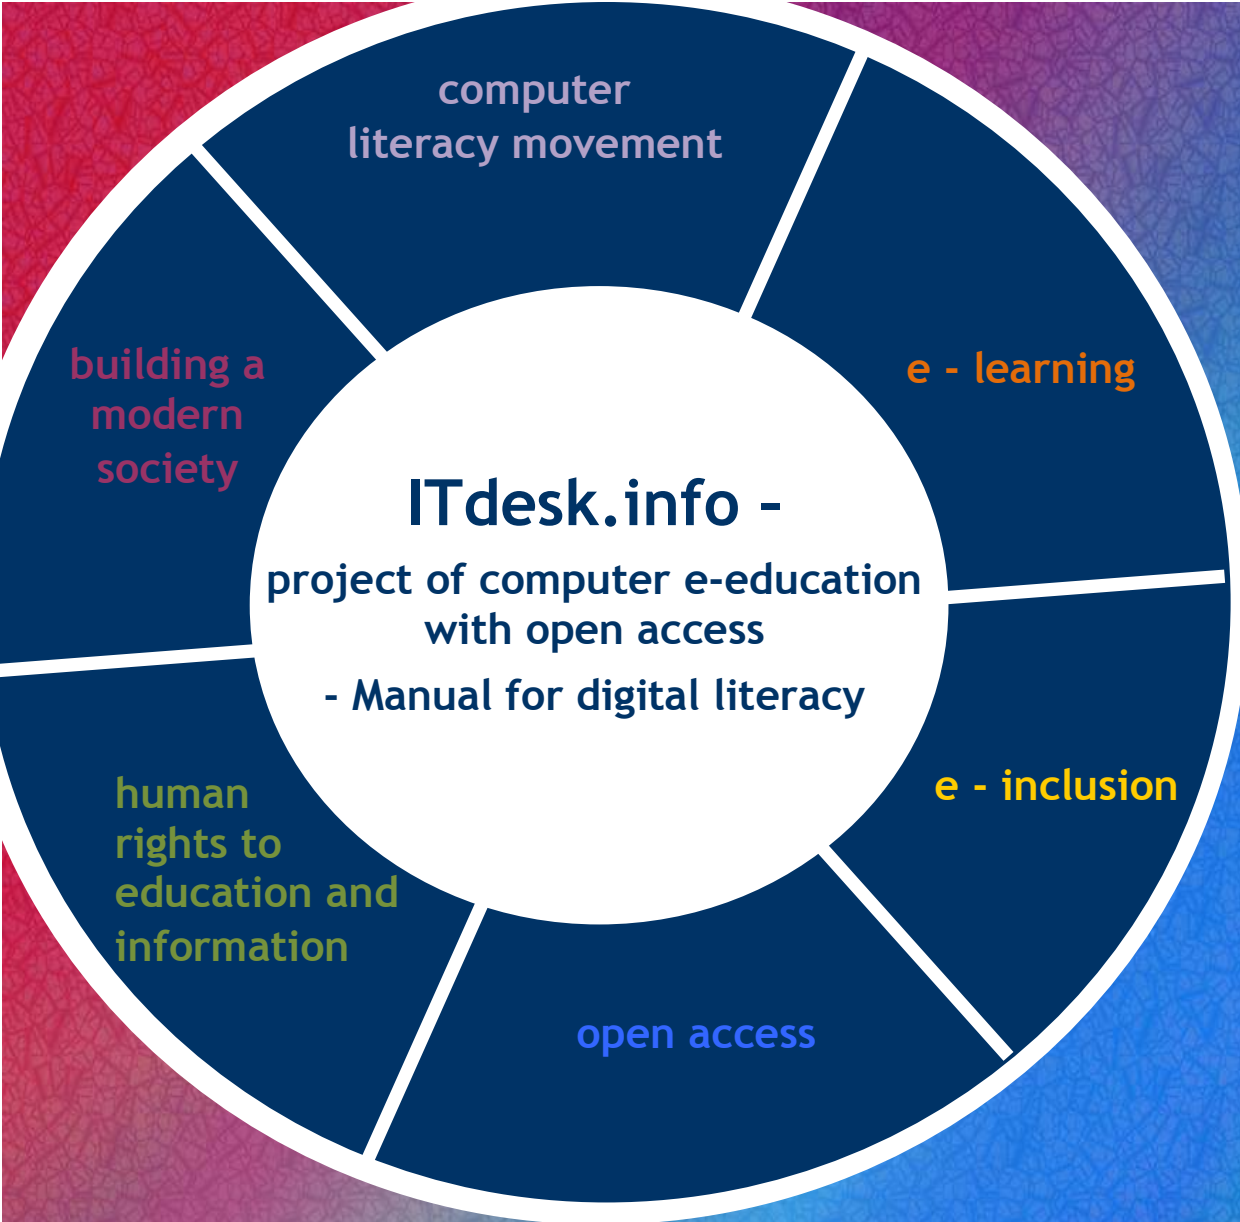 computer
literacy movement
e - learning
building a
modern
society
ITdesk.info –
project of computer e-education
with open access
- Manual for digital literacy
e - inclusion
human
rights to
education and
information
open access